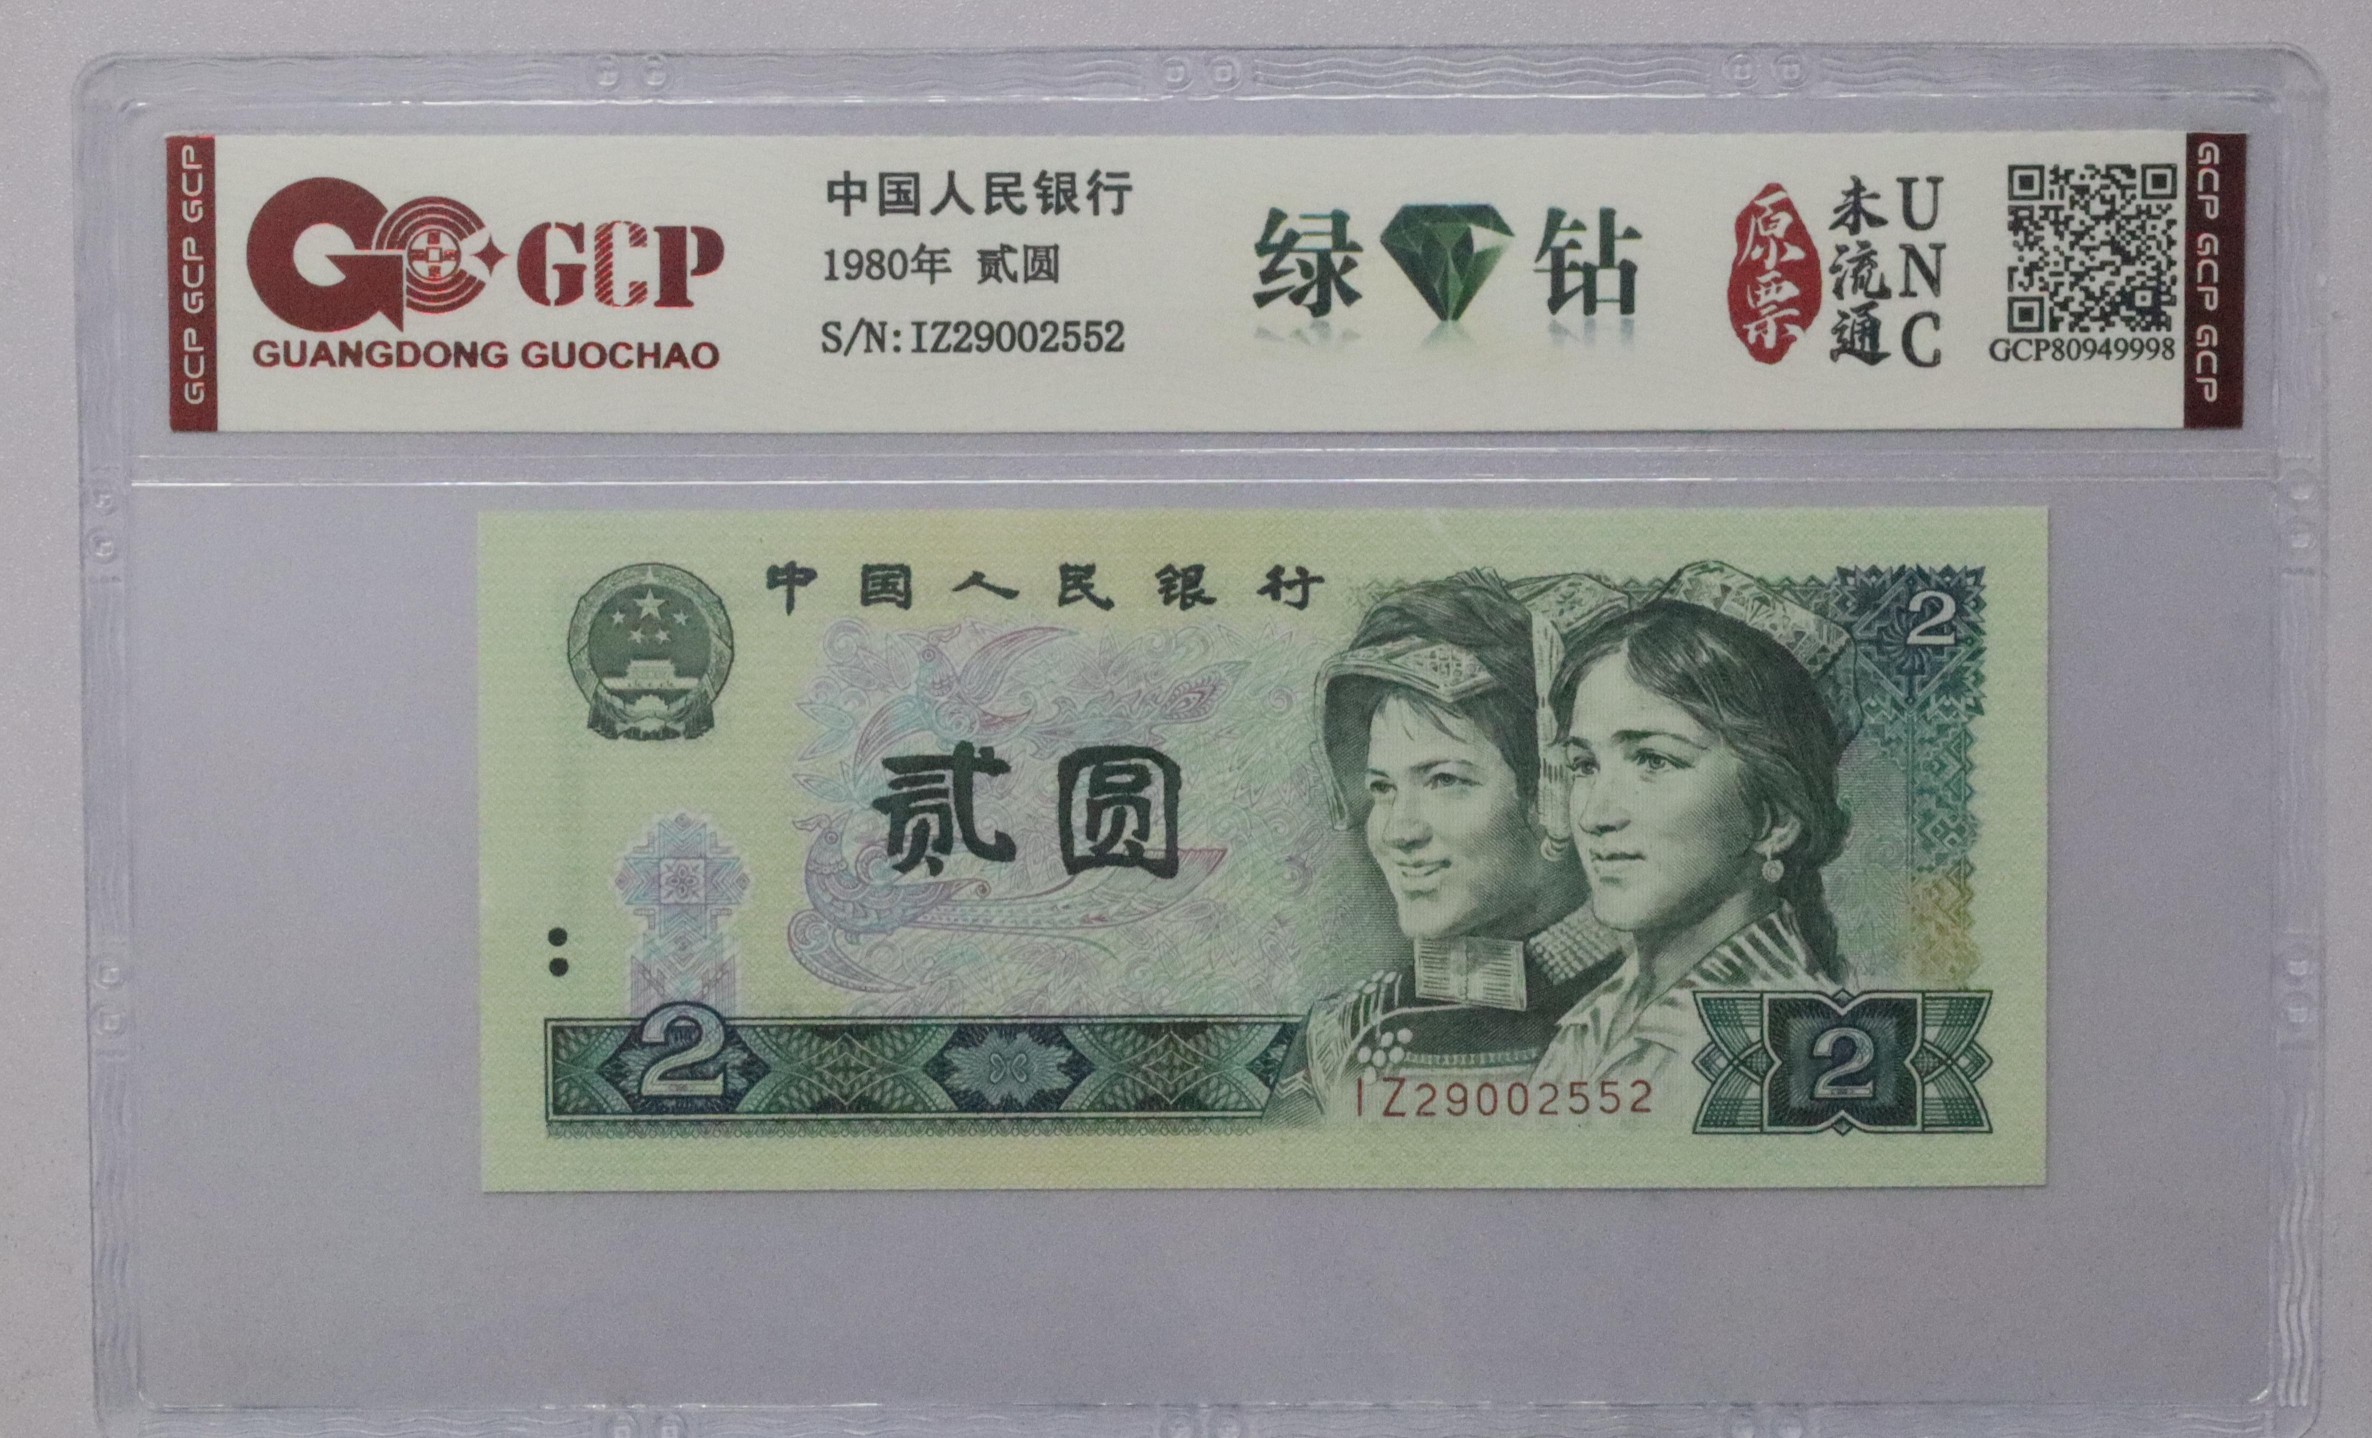 GCP GCP GCP
GCP
GUANGDONG GUOCHAO
中国人民银行
1980年 贰圆
S/N:IZ29002552
绿钻
原票
未流通
UNC
GCP80949998
GCP GCP GCP
中国人民银行
2
贰圆
2
IZ29002552
2